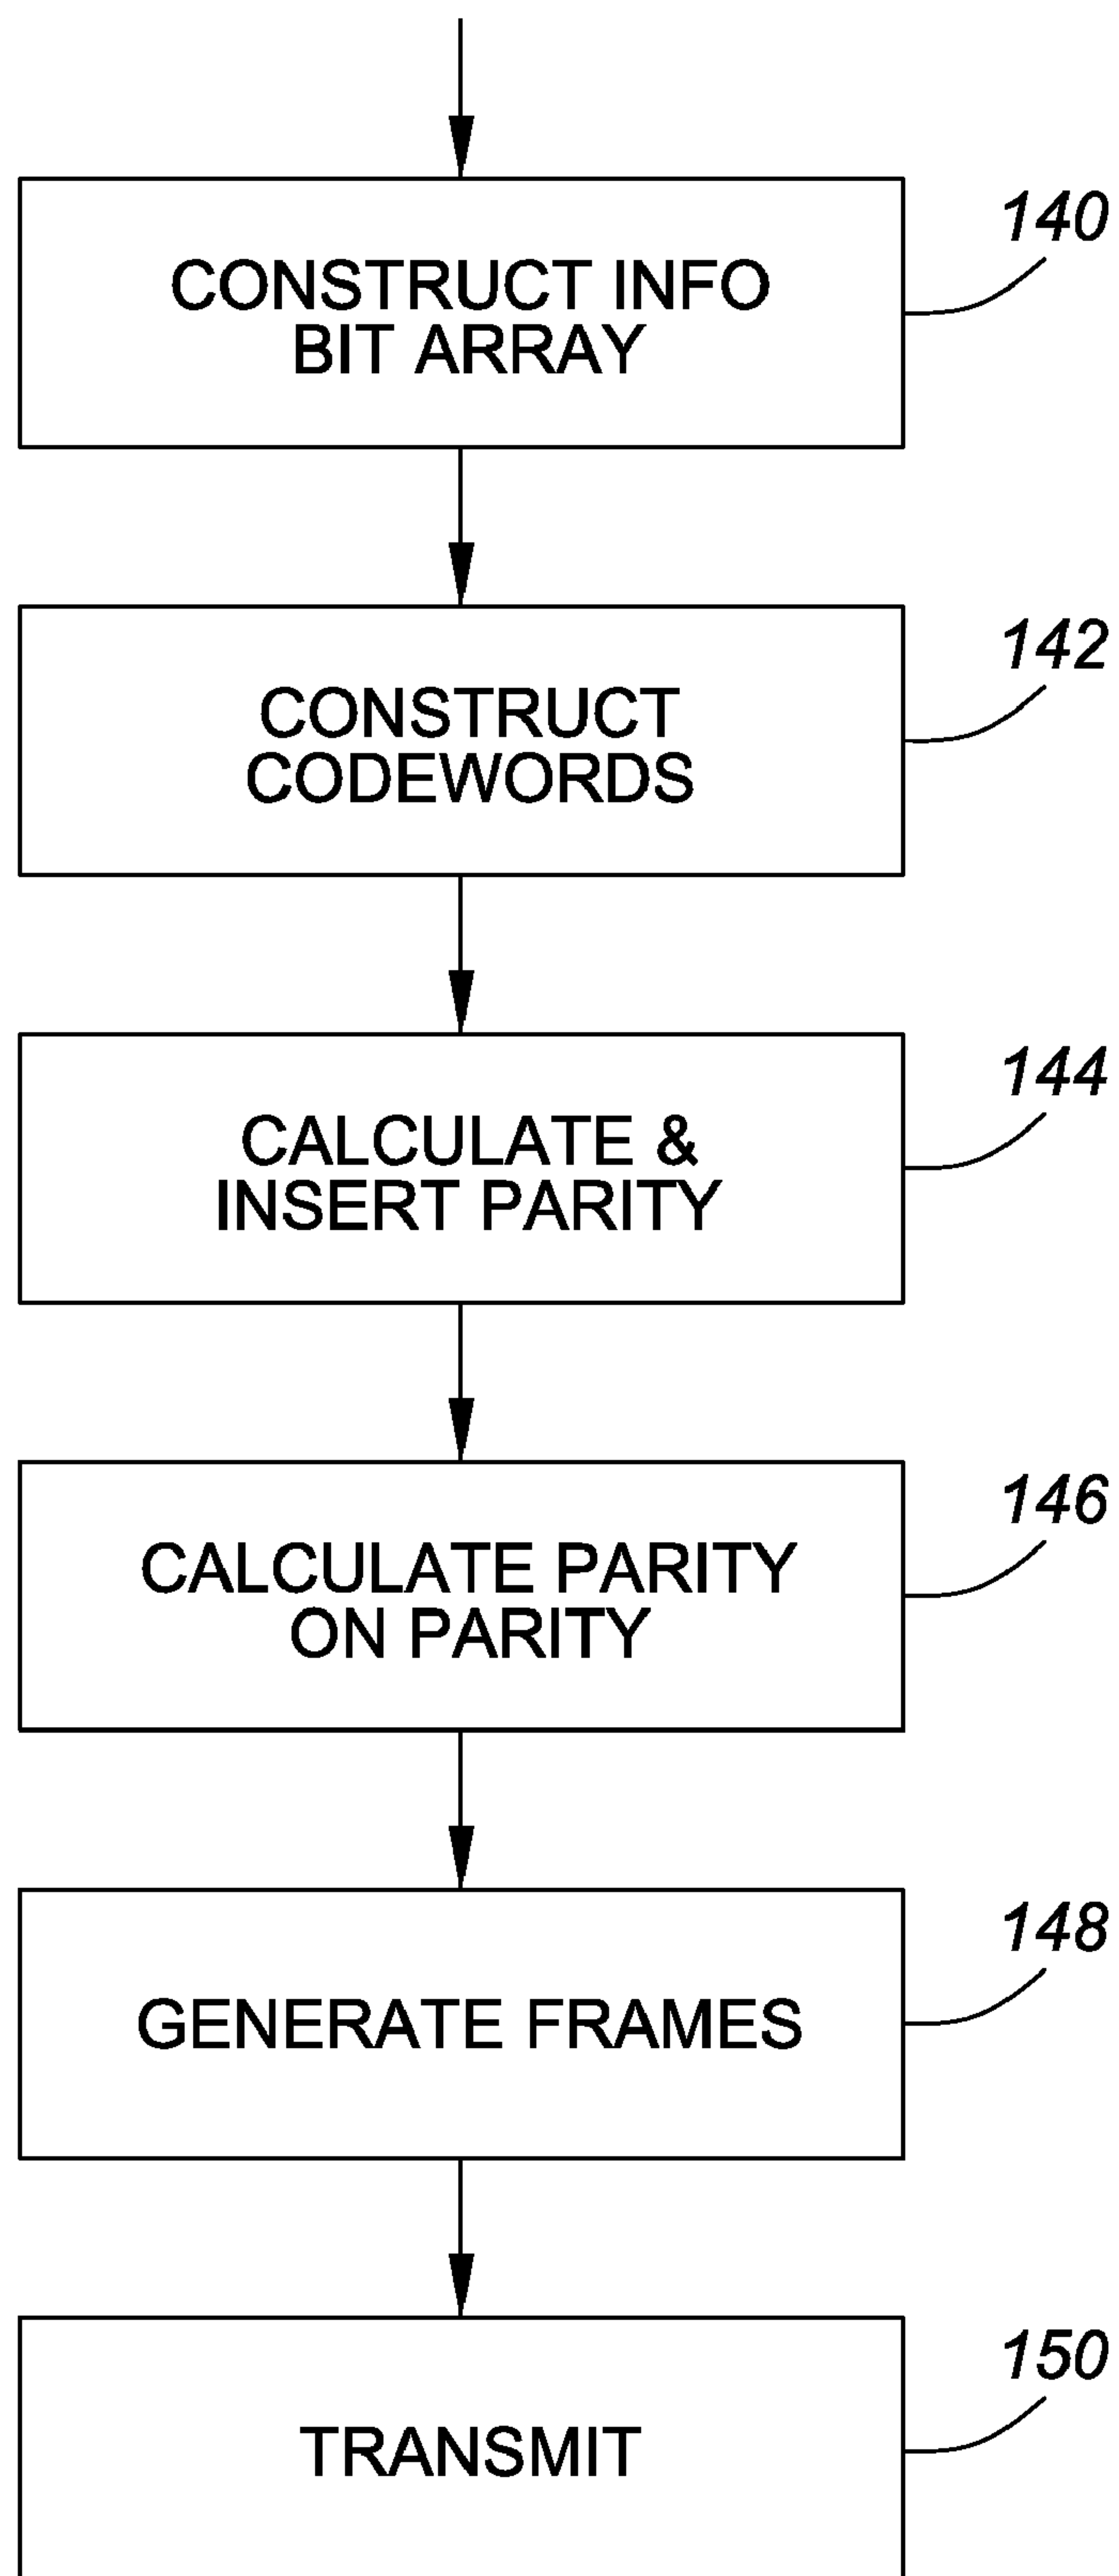 140
CONSTRUCT INFO
BIT ARRAY
142
CONSTRUCT
CODEWORDS
144
CALCULATE &
INSERT PARITY
146
CALCULATE PARITY
ON PARITY
148
GENERATE FRAMES
150
TRANSMIT